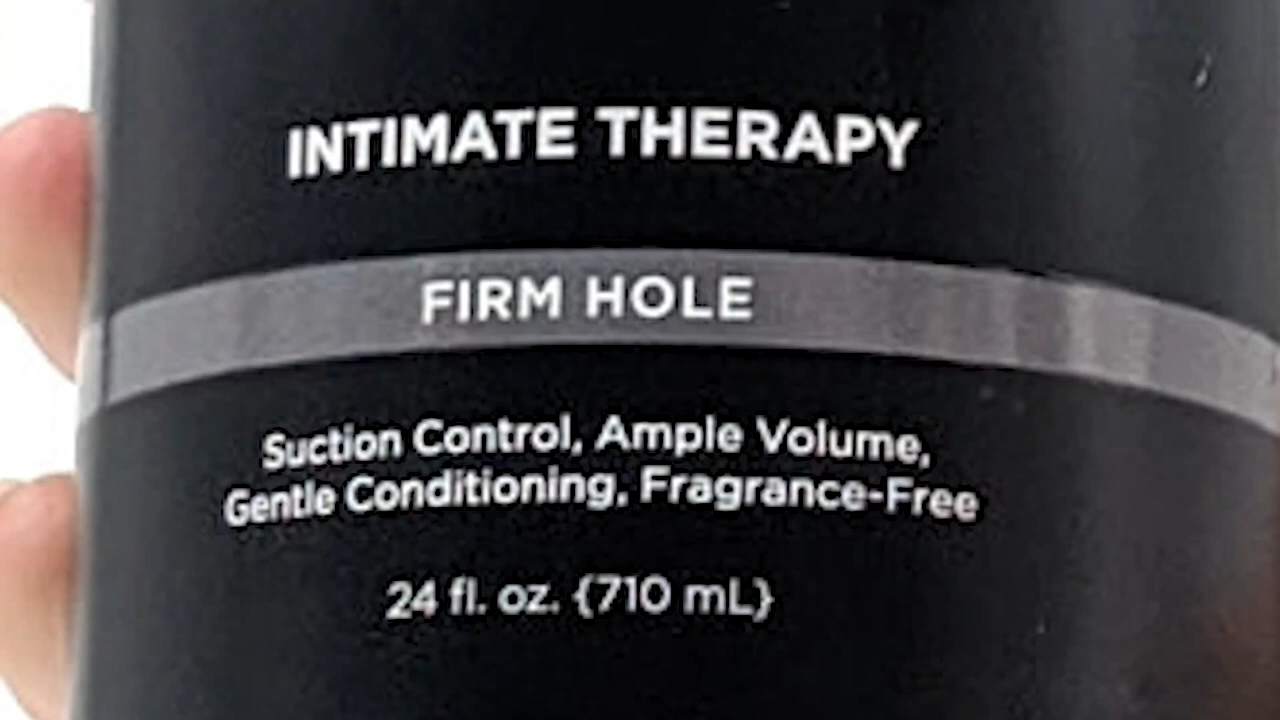 INTIMATE THERAPY
FIRM HOLE
Suction Control, Ample Volume,
Gentle Conditioning, Fragrance-Free
24 fl. oz. {710 mL}